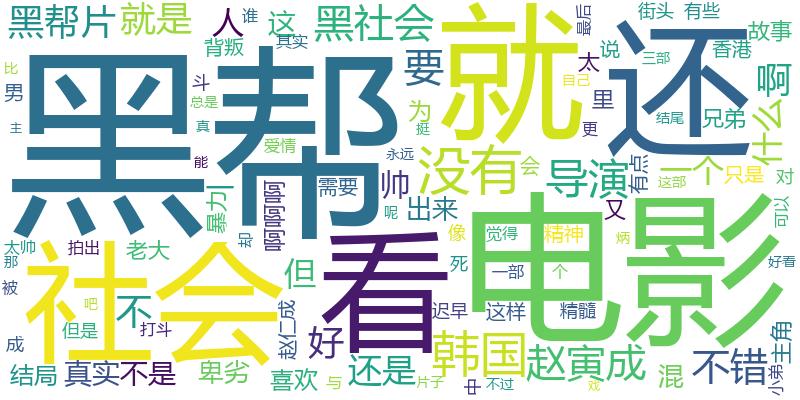 黑帮片
就是
人
谁
这
黑社会
最后
街头
有些
背叛
其实
要
就
太
说
香港
故事
还
比
男
斗
总是
真
黑帮
为
里
三部
自己
啊
什么
主
爱情
挺
更
结尾
兄弟
能
永远
没有
会
导演
有点
一个
只是
对
这部
暴力
啊啊啊
需要
帅
呢
出来
又
可以
太帅
拍出
老大
却
像
觉得
精神
炳
电影
那
社会
但
看
死
一部
个
好看
被
不
吧
迟早
这样
精髓
但是
打斗
赵仁成
成
好
韩国
赵寅成
不错
主角
小弟
结局
真实
不是
卑劣
喜欢
与
还是
片子
中
不过
戏
混